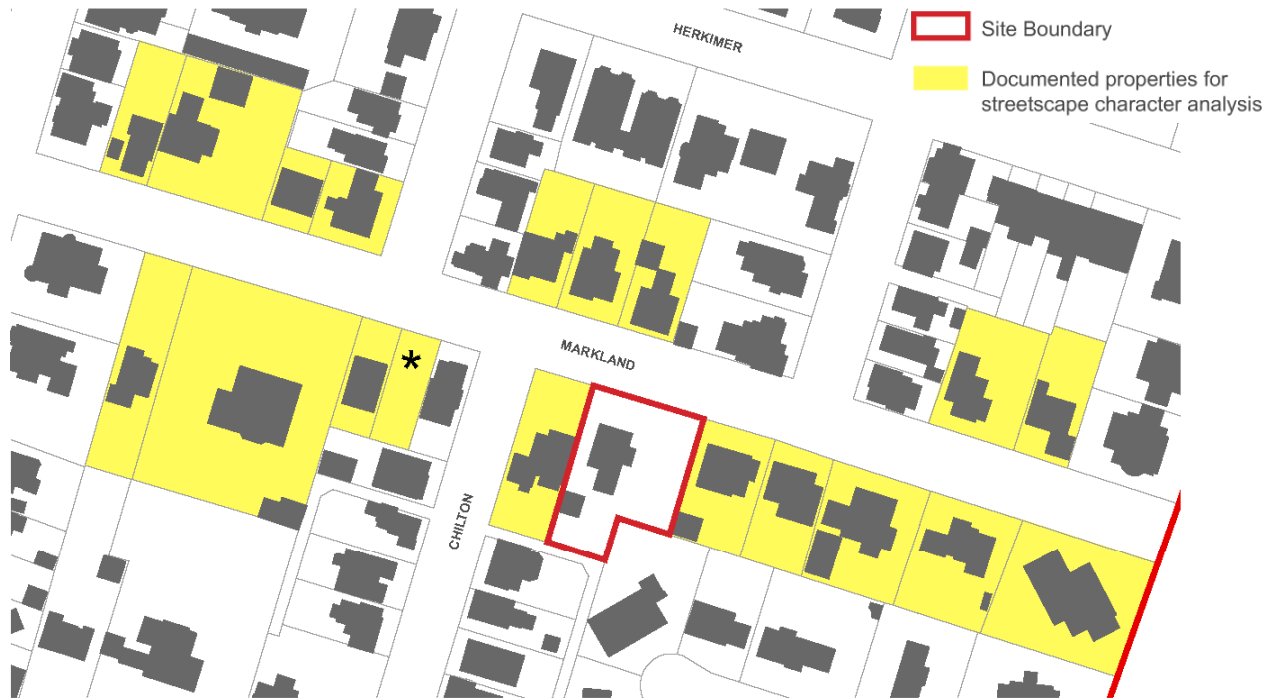 HERKIMER
Site Boundary
Documented properties for
streetscape character analysis
MARKLAND
*
CHILTON